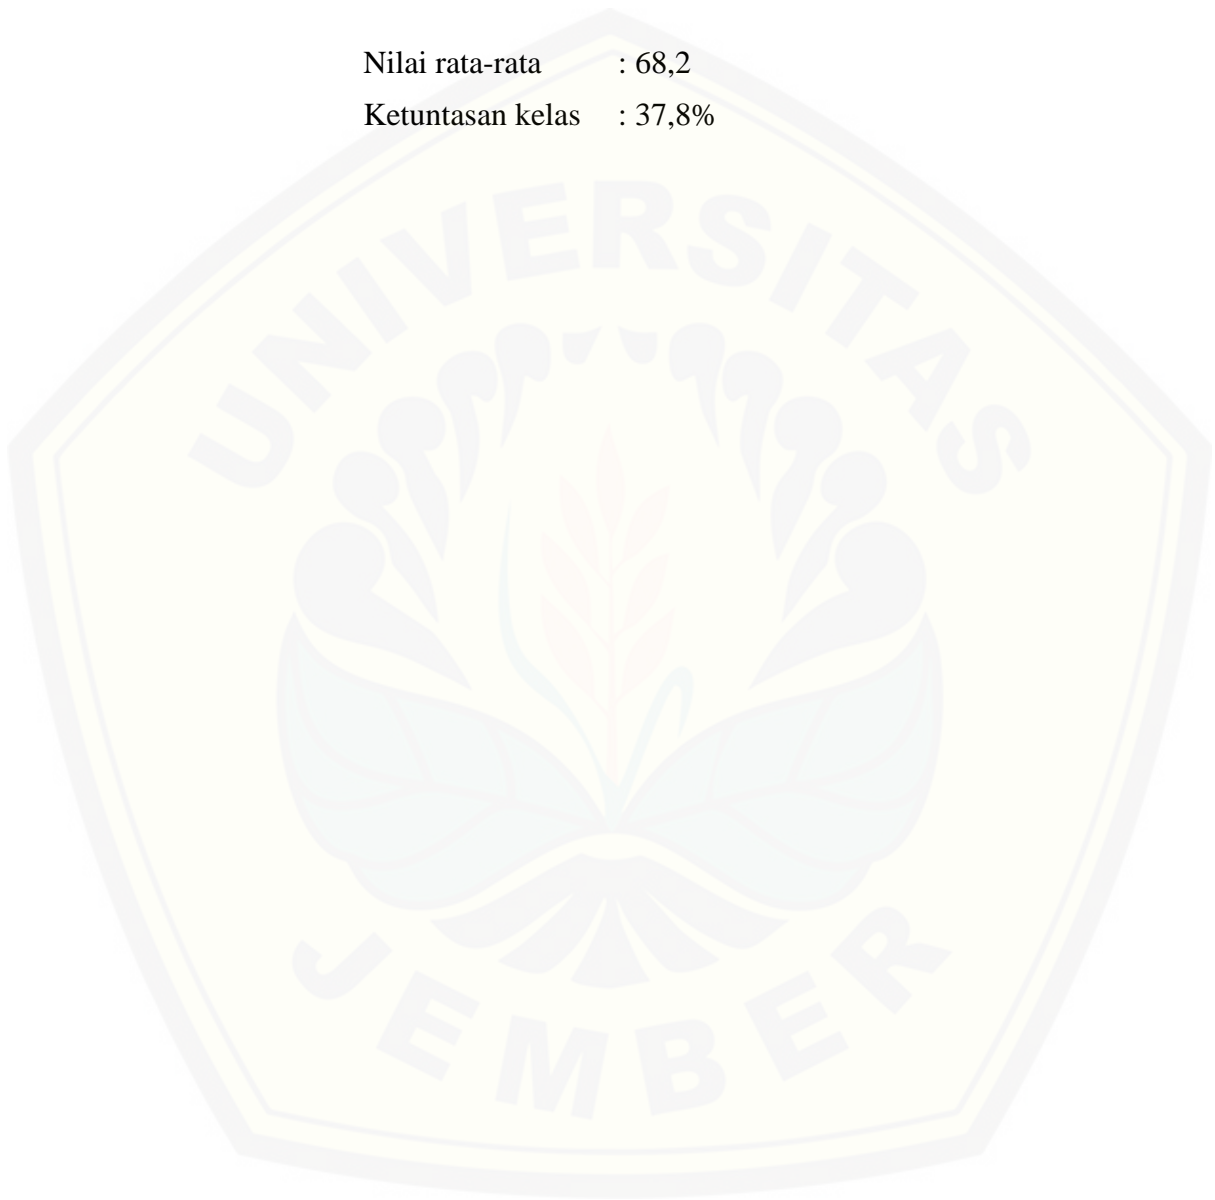 Nilai rata-rata : 68,2
Ketuntasan kelas : 37,8%
UNIVERSITAS
JEMBER